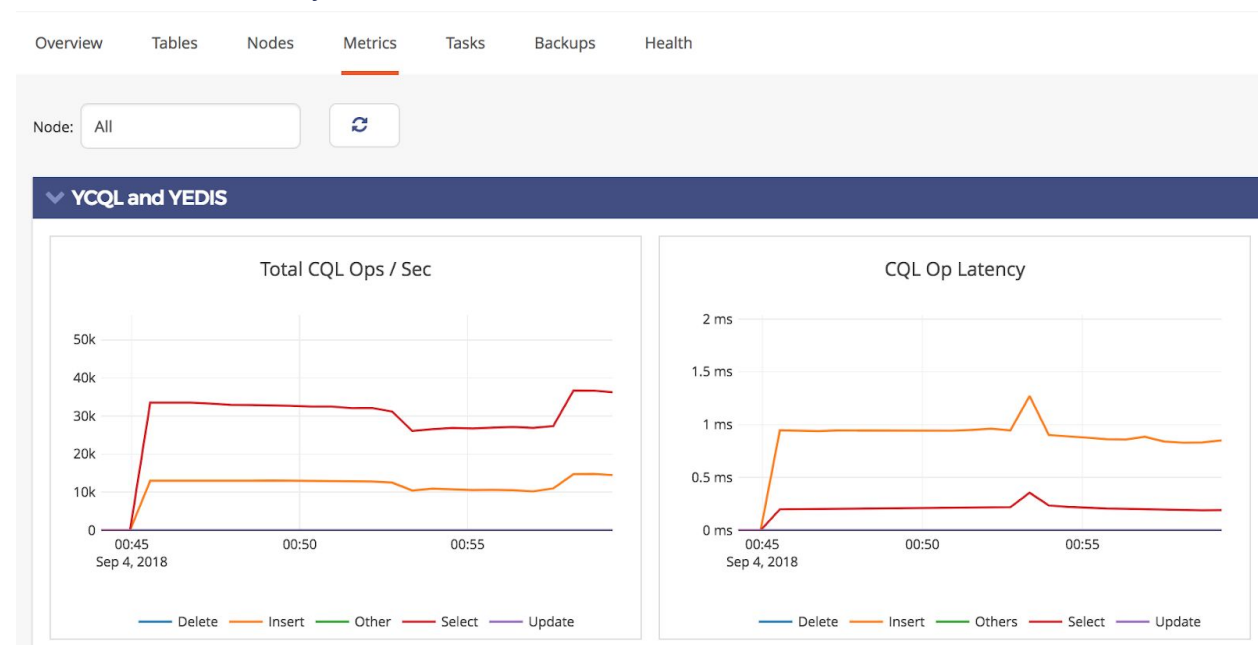 Overview Tables Nodes Metrics Tasks Backups Health
Node: All
YCQL and YEDIS
Total CQL Ops / Sec
50k
40k
30k
20k
10k
0
00:45 00:50 00:55
Sep 4, 2018
Delete Insert Other Select Update
CQL Op Latency
2 ms
1.5 ms
1 ms
0.5 ms
0 ms
00:45 00:50 00:55
Sep 4, 2018
Delete Insert Others Select Update